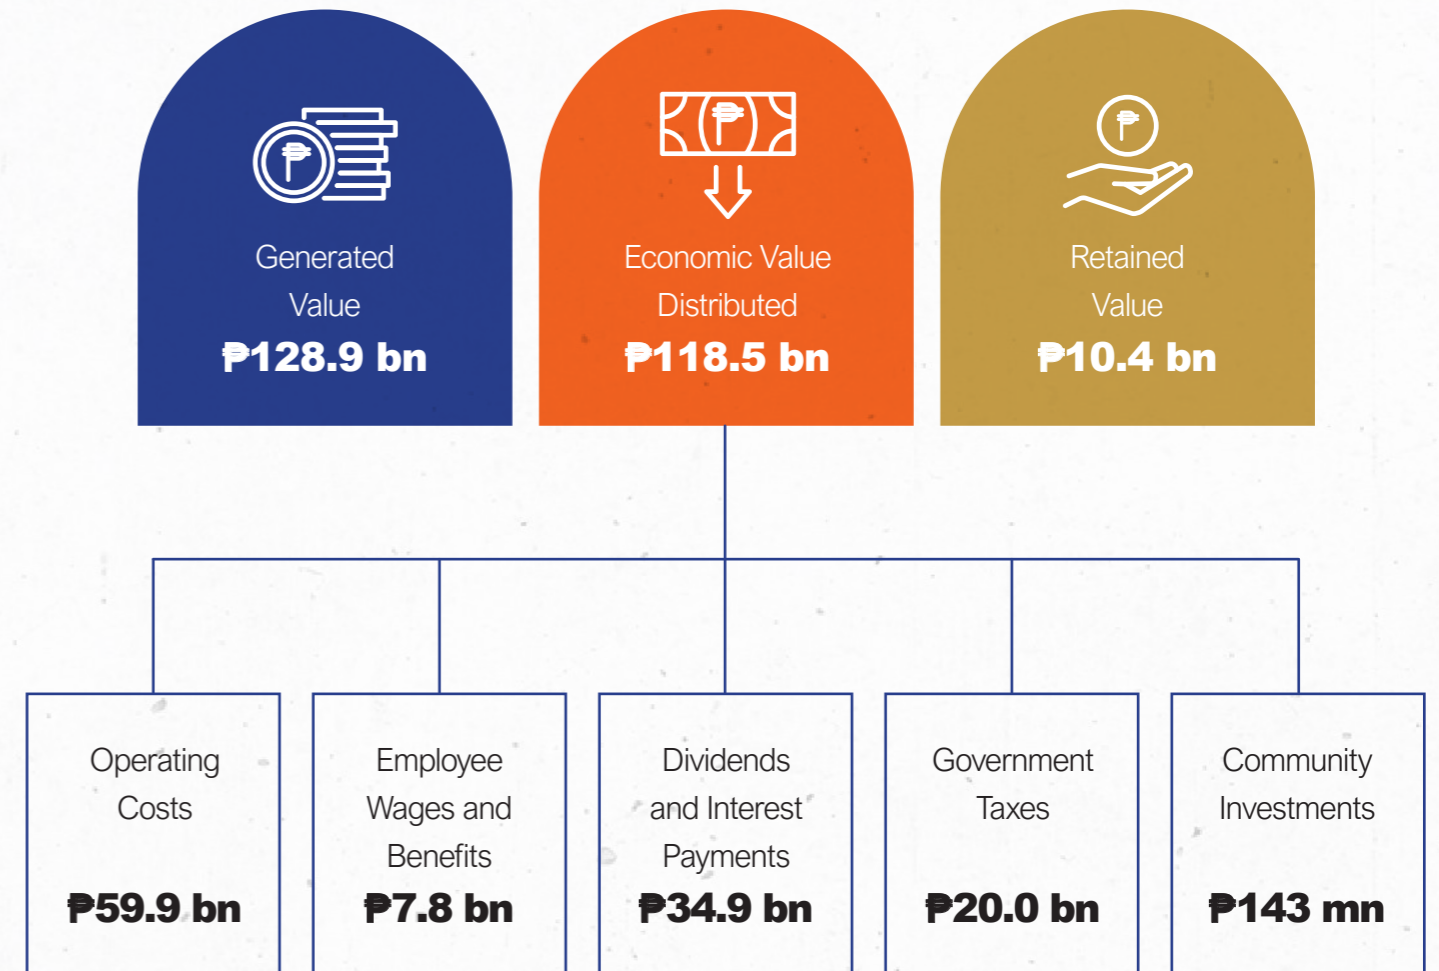 Generated
Value
₱128.9 bn
Economic Value
Distributed
₱118.5 bn
Retained
Value
₱10.4 bn
Operating
Costs
₱59.9 bn
Employee
Wages and
Benefits
₱7.8 bn
Dividends
and Interest
Payments
₱34.9 bn
Government
Taxes
₱20.0 bn
Community
Investments
₱143 mn